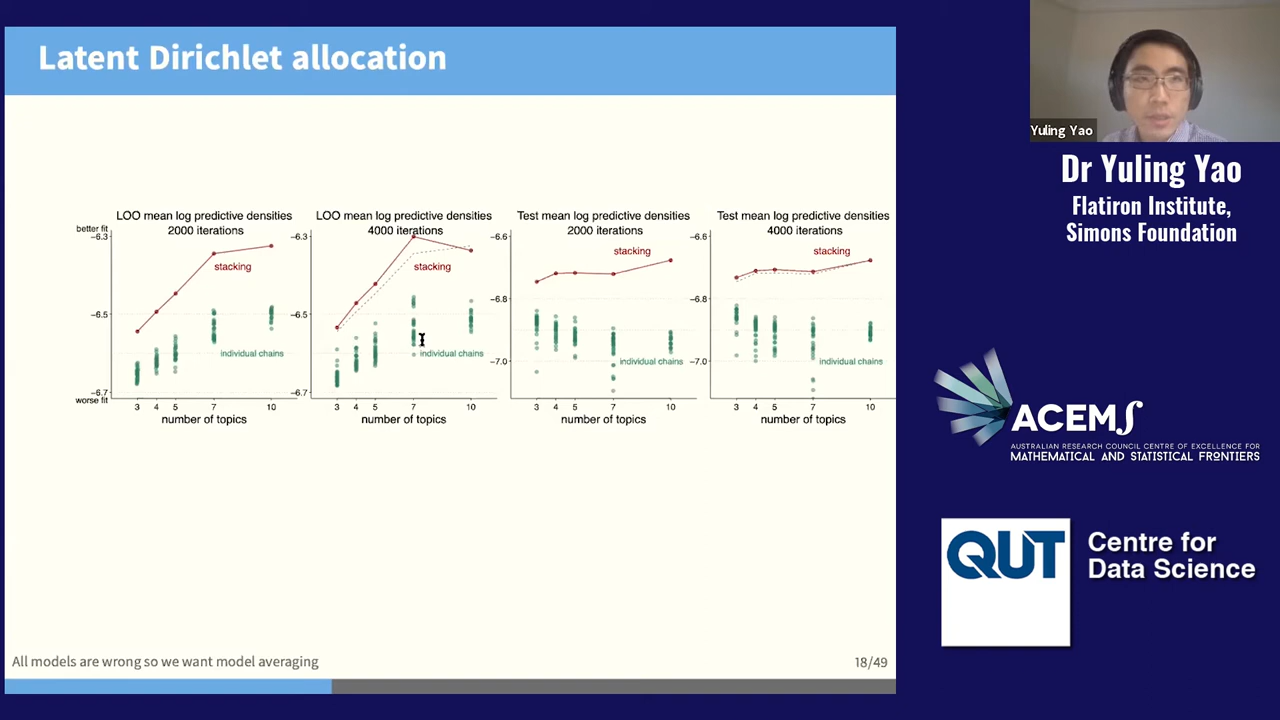 Latent Dirichlet allocation
LOO mean log predictive densities
2000 iterations
better fit
−6.3
−6.5
−6.7
worse fit
stacking
individual chains
3 4 5 7 10
number of topics
LOO mean log predictive densities
4000 iterations
−6.3
−6.5
−6.7
stacking
individual chains
3 4 5 7 10
number of topics
Test mean log predictive densities
2000 iterations
−6.6
−6.8
−7.0
stacking
individual chains
3 4 5 7 10
number of topics
Test mean log predictive densities
4000 iterations
−6.6
−6.8
−7.0
stacking
individual chains
3 4 5 7 10
number of topics
All models are wrong so we want model averaging
18/49
Yuling Yao
Dr Yuling Yao
Flatiron Institute,
Simons Foundation
ACEMS
AUSTRALIAN RESEARCH COUNCIL CENTRE OF EXCELLENCE FOR
MATHEMATICAL AND STATISTICAL FRONTIERS
QUT
Centre for
Data Science